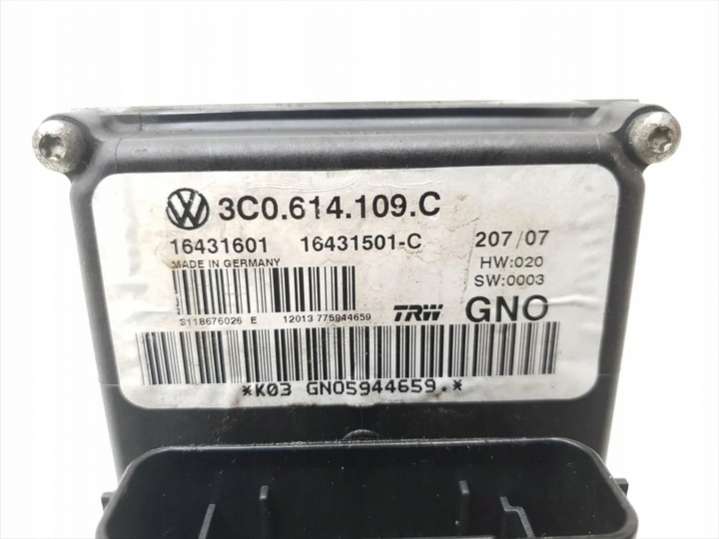 3C0.614.109.C
16431601 16431501-C 207/07
MADE IN GERMANY HW:020
SW:0003
S118676026 E 12013 775944659 TRW GNO
*K03 GNO5944659.*